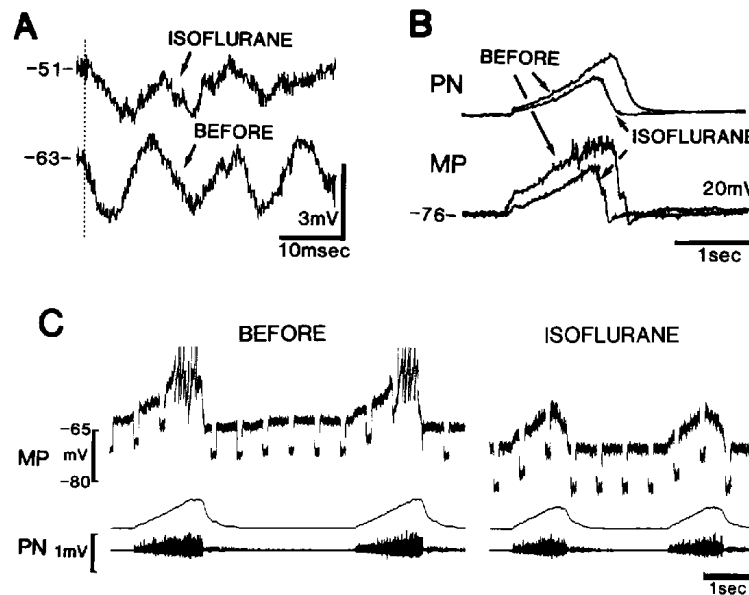 A
ISOFLURANE
-51-
BEFORE
-63-
3mV
10msec
B
BEFORE
PN
ISOFLURANE
MP
20mV
-76-
1sec
C
BEFORE
ISOFLURANE
-65
MP
mV
-80
PN
1mV
1sec